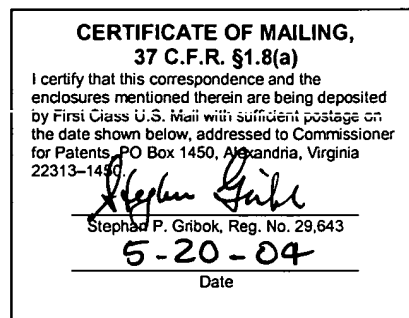 CERTIFICATE OF MAILING,
37 C.F.R. §1.8(a)
I certify that this correspondence and the
enclosures mentioned therein are being deposited
by First Class U.S. Mail with sufficient postage on
the date shown below, addressed to Commissioner
for Patents, PO Box 1450, Alexandria, Virginia
22313–1450.
Stephen Gribok
Stephan P. Gribok, Reg. No. 29,643
5-20-04
Date